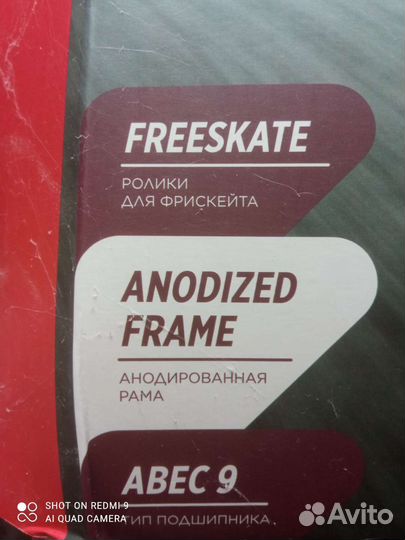 FREESKATE
РОЛИКИ
ДЛЯ ФРИСКЕЙТА
ANODIZED
FRAME
АНОДИРОВАННАЯ
РАМА
ABEC 9
ТИП ПОДШИПНИКА
SHOT ON REDMI 9
AI QUAD CAMERA
Avito